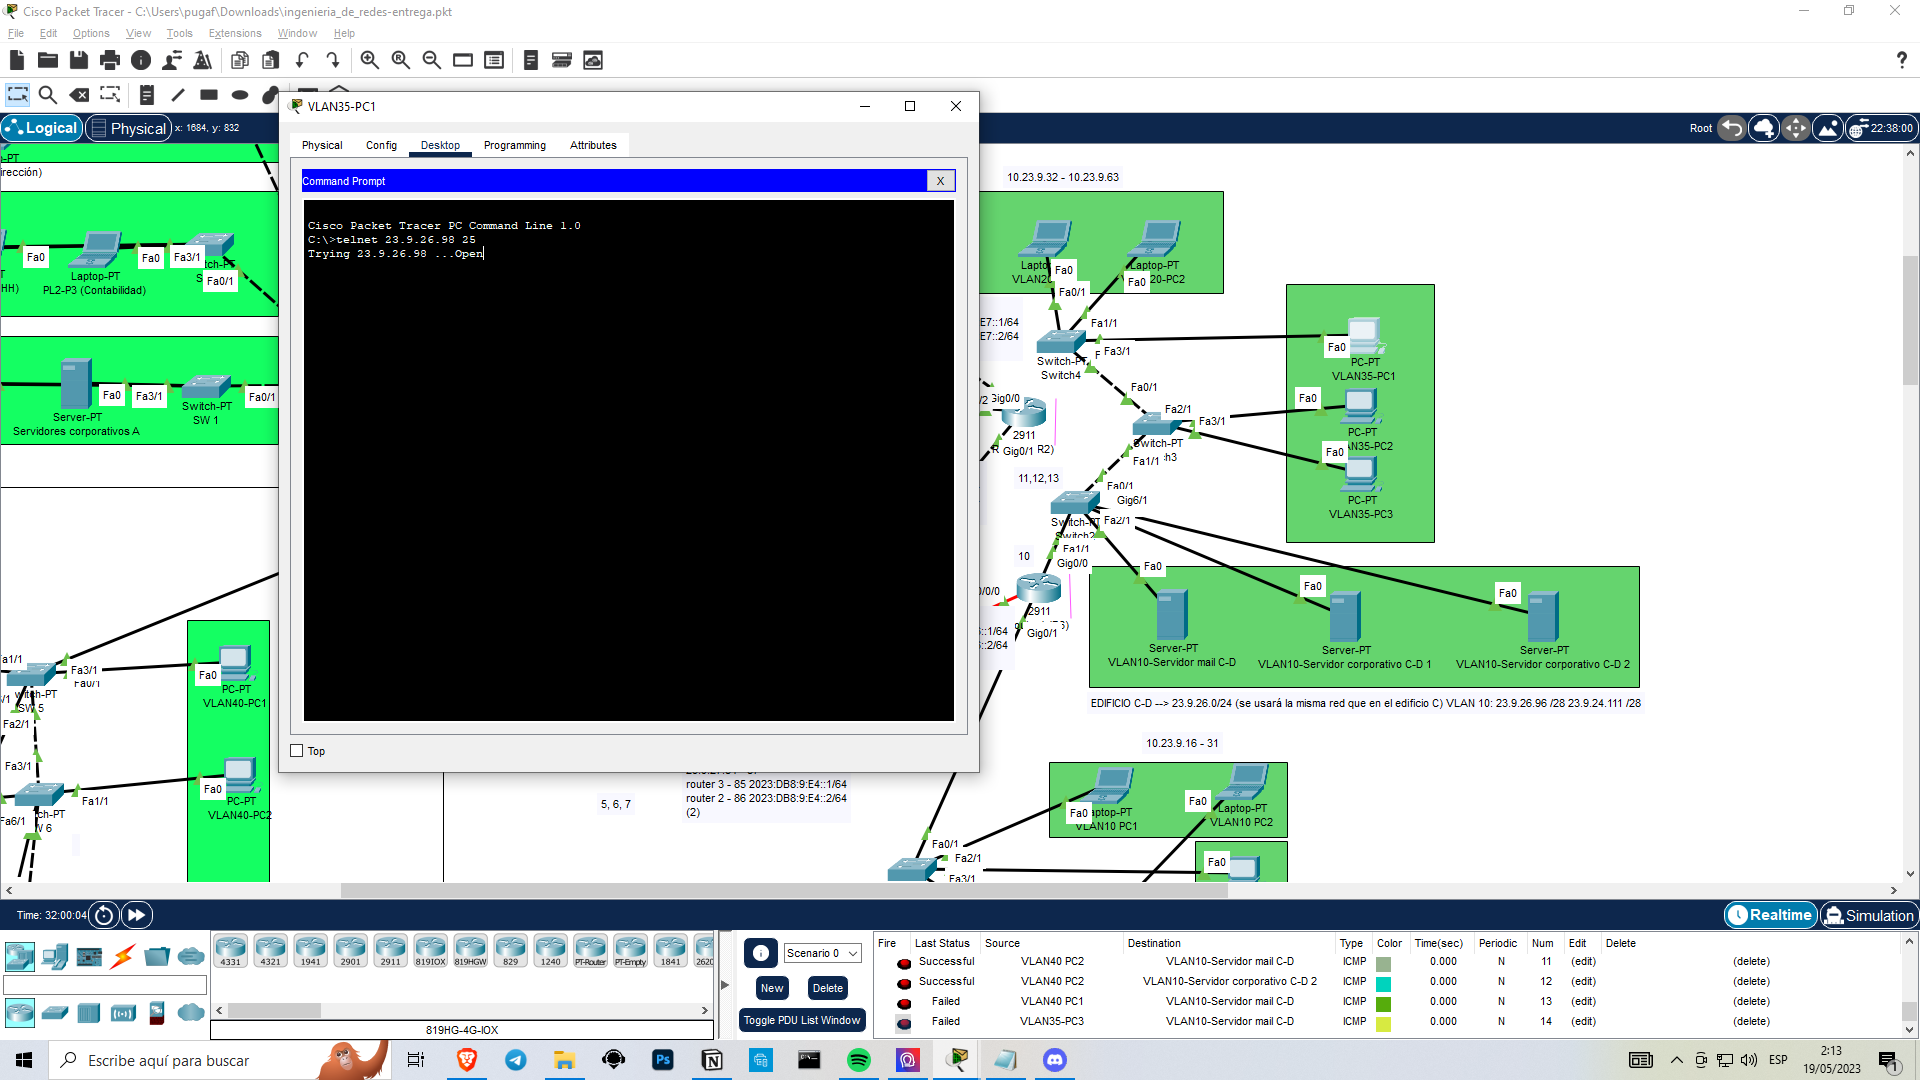 Cisco Packet Tracer - C:\Users\pugaf\Downloads\ingenieria_de_redes-entrega.pkt
File Edit Options View Tools Extensions Window Help
Logical Physical x: 1684, y: 832
Root 22:38:00
VLAN35-PC1
Physical Config Desktop Programming Attributes
Command Prompt X
Cisco Packet Tracer PC Command Line 1.0
C:\>telnet 23.9.26.98 25
Trying 23.9.26.98 ...Open
Top
-PT
irección)
Fa0 Fa0 Fa3/1
Laptop-PT
Fa0/1
HH) PL2-P3 (Contabilidad)
Fa0 Fa3/1 Fa0/1
Server-PT
Servidores corporativos A
Switch-PT
SW 1
10.23.9.32 - 10.23.9.63
Fa0
Fa0/1
Laptop-PT
20-PC2
Fa0
E7::1/64
E7::2/64
Fa1/1
Fa3/1
Switch-PT
Switch4
Fa0
PC-PT
VLAN35-PC1
Fa0/1
Fa0
Fa2/1
Fa3/1
PC-PT
Gig0/0
2911
Gig0/1 R2)
Fa1/1
Fa0
PC-PT
VLAN35-PC3
11,12,13
Fa0/1
Gig6/1
Fa2/1
10
Fa1/1
Gig0/0
2911
Gig0/1
::1/64
::2/64
Fa0 Fa0 Fa0
Server-PT
VLAN10-Servidor mail C-D
Server-PT
VLAN10-Servidor corporativo C-D 1
Server-PT
VLAN10-Servidor corporativo C-D 2
EDIFICIO C-D --> 23.9.26.0/24 (se usará la misma red que en el edificio C) VLAN 10: 23.9.26.96 /28 23.9.24.111 /28
10.23.9.16 - 31
Fa0
VLAN10 PC1
Fa0
Laptop-PT
VLAN10 PC2
Fa0
a1/1
Fa3/1
Fa0/1
Fa0
PC-PT
VLAN40-PC1
SW 5
Fa2/1
Fa3/1
Fa0
PC-PT
VLAN40-PC2
Fa1/1
Fa6/1
5, 6, 7
router 3 - 85 2023:DB8:9:E4::1/64
router 2 - 86 2023:DB8:9:E4::2/64
(2)
Fa0/1
Fa2/1
Fa3/1
Time: 32:00:04
Realtime Simulation
4331 4321 1941 2901 2911 819IOX 819HGW 829 1240 PT-Router PT-Empty 1841 2620
819HG-4G-IOX
Scenario 0
New Delete
Toggle PDU List Window
Fire Last Status Source Destination Type Color Time(sec) Periodic Num Edit Delete
Successful VLAN40 PC2 VLAN10-Servidor mail C-D ICMP 0.000 N 11 (edit) (delete)
Successful VLAN40 PC2 VLAN10-Servidor corporativo C-D 2 ICMP 0.000 N 12 (edit) (delete)
Failed VLAN40 PC1 VLAN10-Servidor mail C-D ICMP 0.000 N 13 (edit) (delete)
Failed VLAN35-PC3 VLAN10-Servidor mail C-D ICMP 0.000 N 14 (edit) (delete)
Escribe aquí para buscar
Ps
ESP
2:13
19/05/2023
1